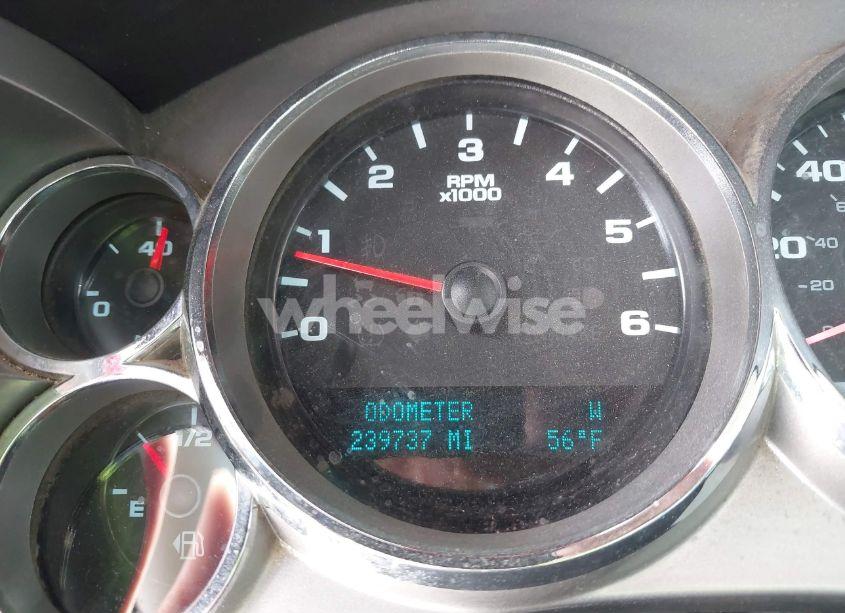 0 1 2 3 4 5 6
RPM
x1000
ODOMETER W
239737 MI 56°F
0 40
E 1/2
20 40
20 40
wheelwise®